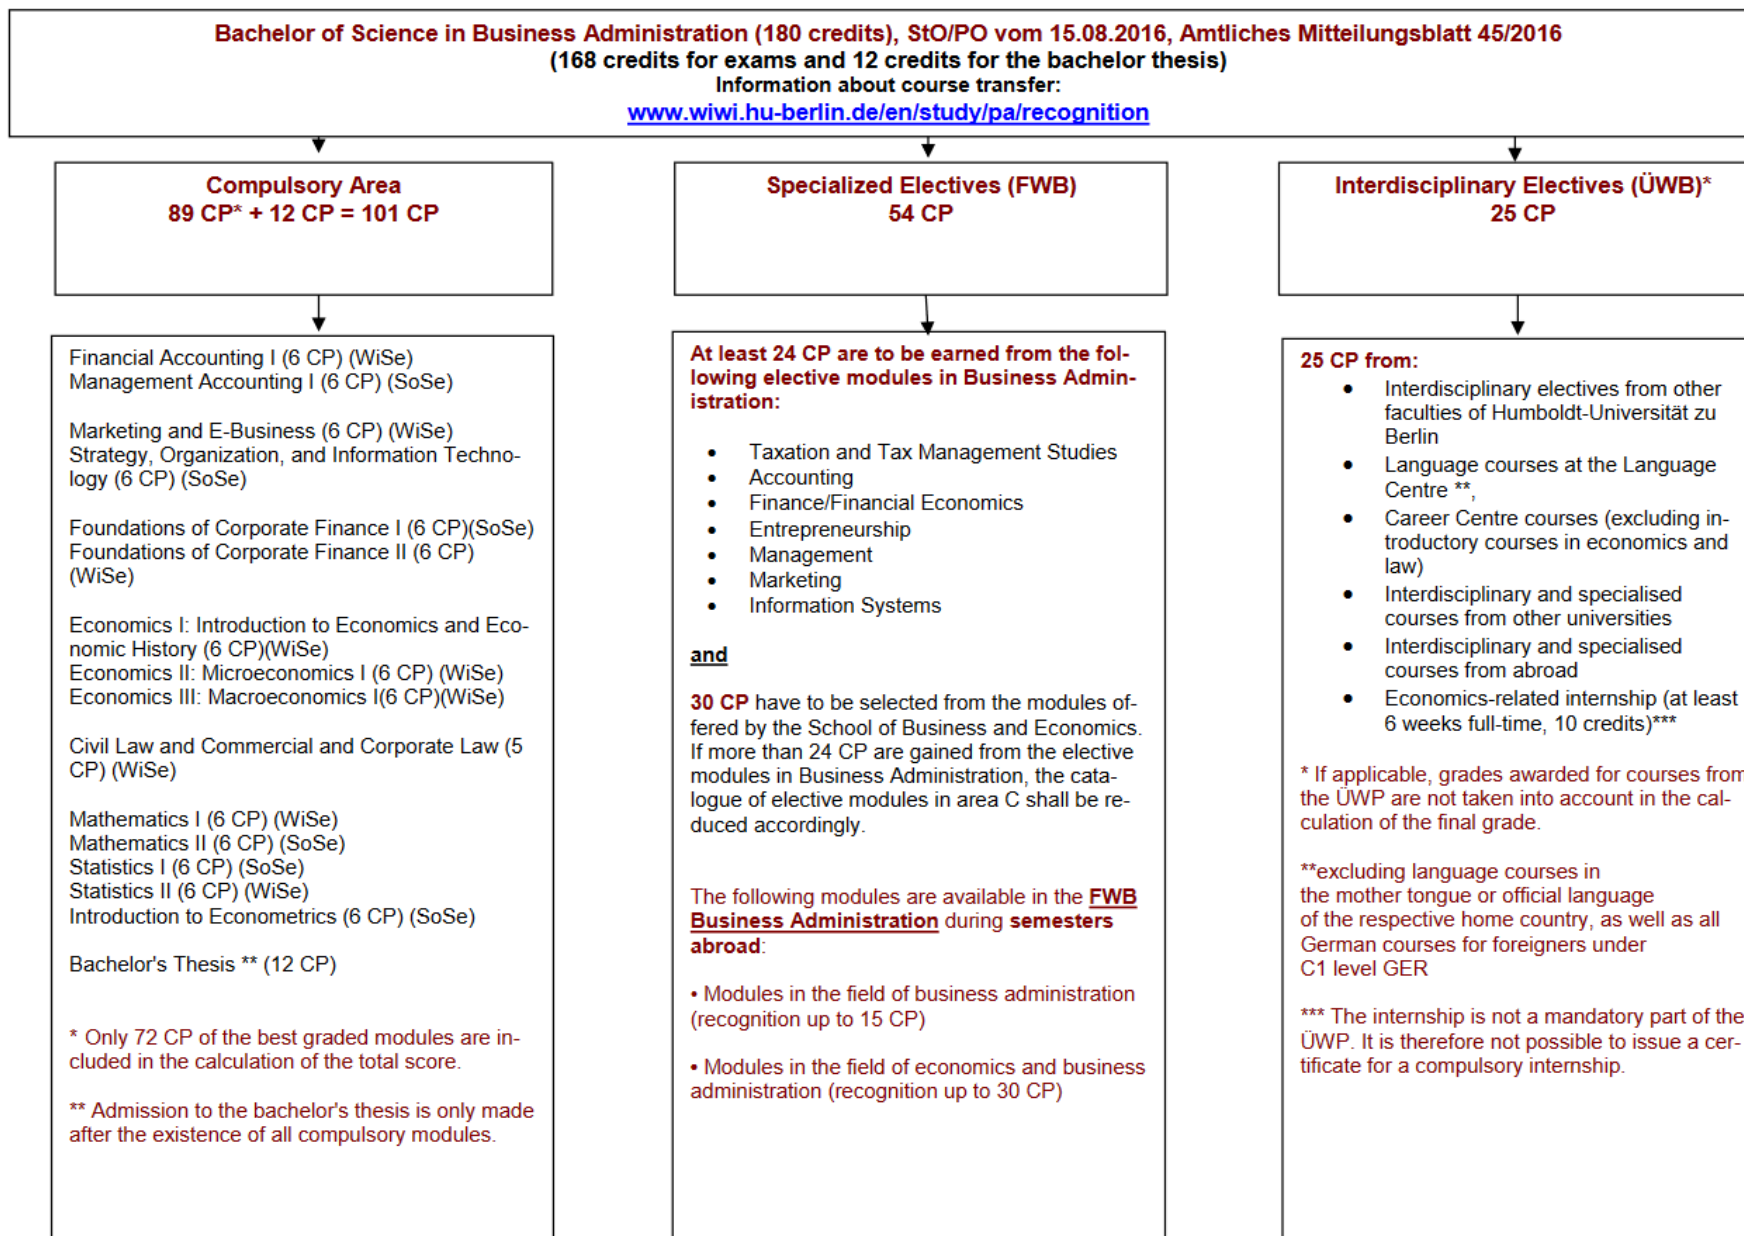 Bachelor of Science in Business Administration (180 credits), StO/PO vom 15.08.2016, Amtliches Mitteilungsblatt 45/2016
(168 credits for exams and 12 credits for the bachelor thesis)
Information about course transfer:
www.wiwi.hu-berlin.de/en/study/pa/recognition
Compulsory Area
89 CP* + 12 CP = 101 CP
Financial Accounting I (6 CP) (WiSe)
Management Accounting I (6 CP) (SoSe)
Marketing and E-Business (6 CP) (WiSe)
Strategy, Organization, and Information Techno-
logy (6 CP) (SoSe)
Foundations of Corporate Finance I (6 CP)(SoSe)
Foundations of Corporate Finance II (6 CP)
(WiSe)
Economics I: Introduction to Economics and Eco-
nomic History (6 CP)(WiSe)
Economics II: Microeconomics I (6 CP) (WiSe)
Economics III: Macroeconomics I(6 CP)(WiSe)
Civil Law and Commercial and Corporate Law (5
CP) (WiSe)
Mathematics I (6 CP) (WiSe)
Mathematics II (6 CP) (SoSe)
Statistics I (6 CP) (SoSe)
Statistics II (6 CP) (WiSe)
Introduction to Econometrics (6 CP) (SoSe)
Bachelor's Thesis ** (12 CP)
* Only 72 CP of the best graded modules are in-
cluded in the calculation of the total score.
** Admission to the bachelor's thesis is only made
after the existence of all compulsory modules.
Specialized Electives (FWB)
54 CP
At least 24 CP are to be earned from the fol-
lowing elective modules in Business Admin-
istration:
• Taxation and Tax Management Studies
• Accounting
• Finance/Financial Economics
• Entrepreneurship
• Management
• Marketing
• Information Systems
and
30 CP have to be selected from the modules of-
fered by the School of Business and Economics.
If more than 24 CP are gained from the elective
modules in Business Administration, the cata-
logue of elective modules in area C shall be re-
duced accordingly.
The following modules are available in the FWB
Business Administration during semesters
abroad:
• Modules in the field of business administration
(recognition up to 15 CP)
• Modules in the field of economics and business
administration (recognition up to 30 CP)
Interdisciplinary Electives (ÜWB)*
25 CP
25 CP from:
• Interdisciplinary electives from other
faculties of Humboldt-Universität zu
Berlin
• Language courses at the Language
Centre **,
• Career Centre courses (excluding in-
troductory courses in economics and
law)
• Interdisciplinary and specialised
courses from other universities
• Interdisciplinary and specialised
courses from abroad
• Economics-related internship (at least
6 weeks full-time, 10 credits)***
* If applicable, grades awarded for courses from
the ÜWP are not taken into account in the cal-
culation of the final grade.
**excluding language courses in
the mother tongue or official language
of the respective home country, as well as all
German courses for foreigners under
C1 level GER
*** The internship is not a mandatory part of the
ÜWP. It is therefore not possible to issue a cer-
tificate for a compulsory internship.